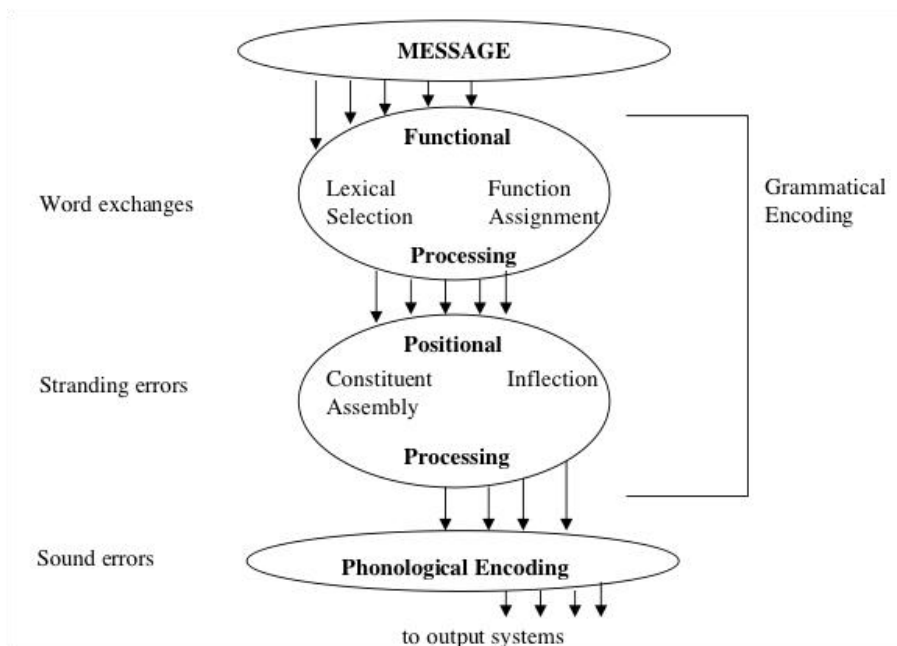 MESSAGE
Functional
Word exchanges
Lexical
Selection
Function
Assignment
Grammatical
Encoding
Processing
Positional
Stranding errors
Constituent
Assembly
Inflection
Processing
Sound errors
Phonological Encoding
to output systems